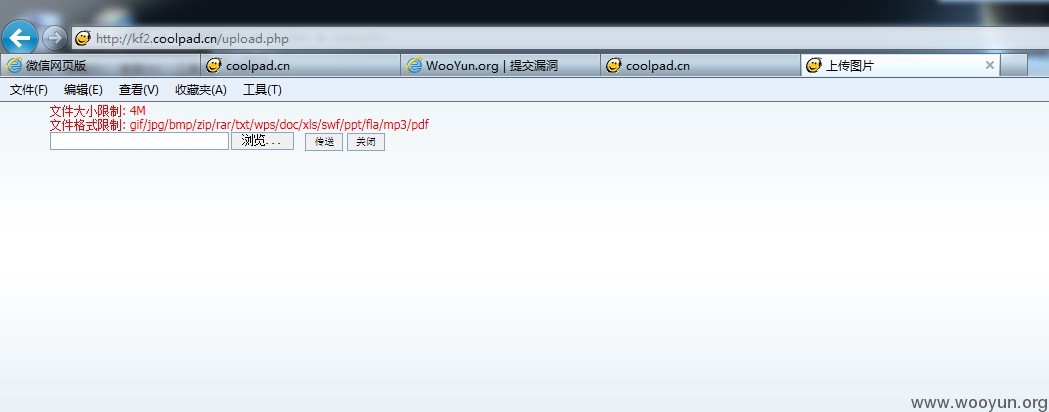 http://kf2.coolpad.cn/upload.php
微信网页版 coolpad.cn WooYun.org | 提交漏洞 coolpad.cn 上传图片
文件(F) 编辑(E) 查看(V) 收藏夹(A) 工具(T)
文件大小限制: 4M
文件格式限制: gif/jpg/bmp/zip/rar/txt/wps/doc/xls/swf/ppt/fla/mp3/pdf
浏览... 传送 关闭
www.wooyun.org